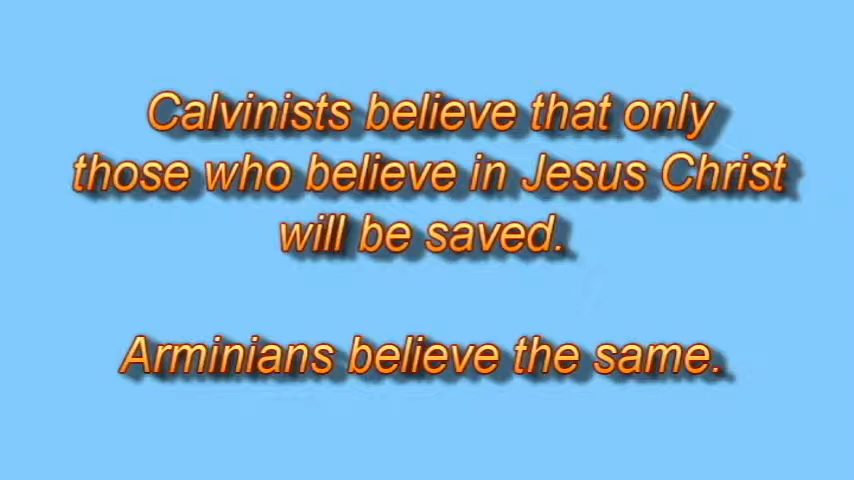 Calvinists believe that only
those who believe in Jesus Christ
will be saved.
Arminians believe the same.